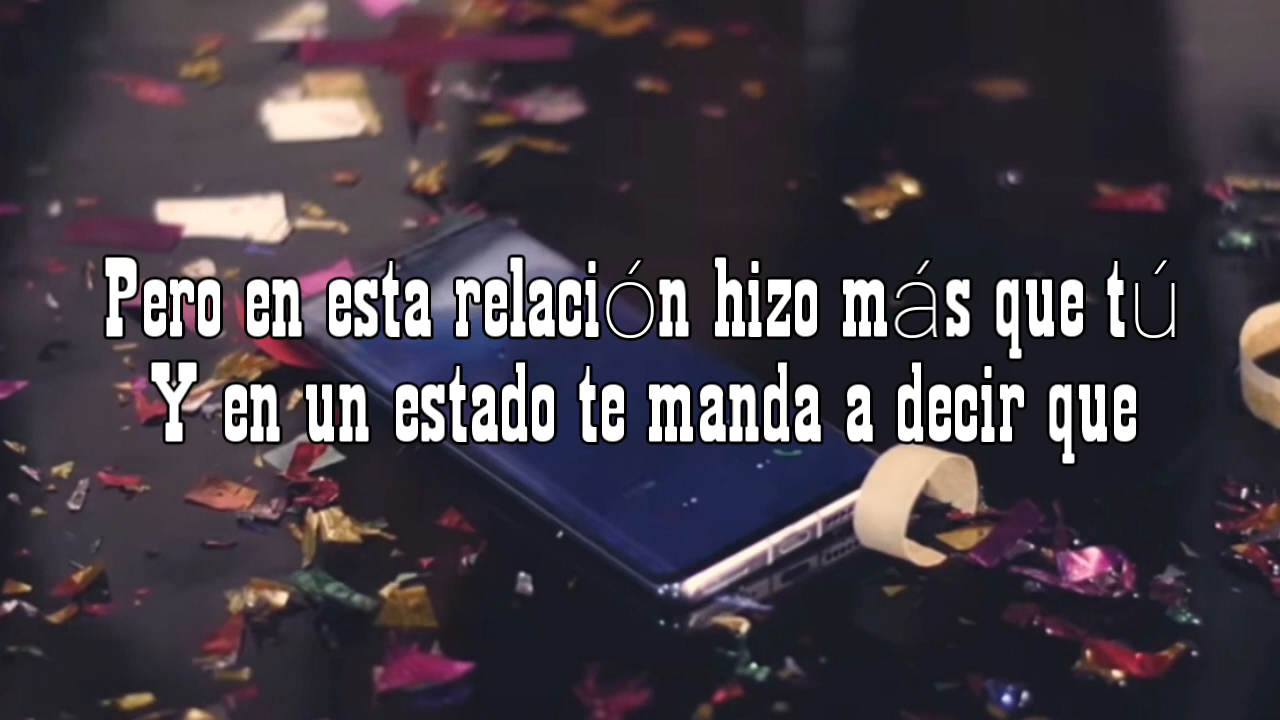 Pero en esta relación hizo más que tú
Y en un estado te manda a decir que